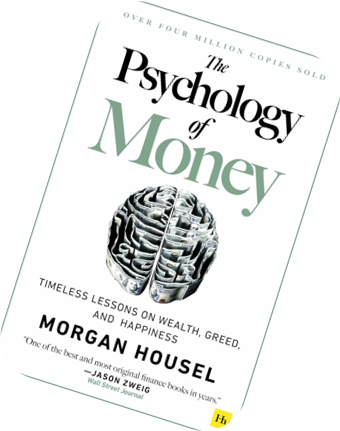 OVER FOUR MILLION COPIES SOLD
The
Psychology
of
Money
TIMELESS LESSONS ON WEALTH, GREED,
AND HAPPINESS
MORGAN HOUSEL
"One of the best and most original finance books in years."
—JASON ZWEIG
Wall Street Journal
Hh